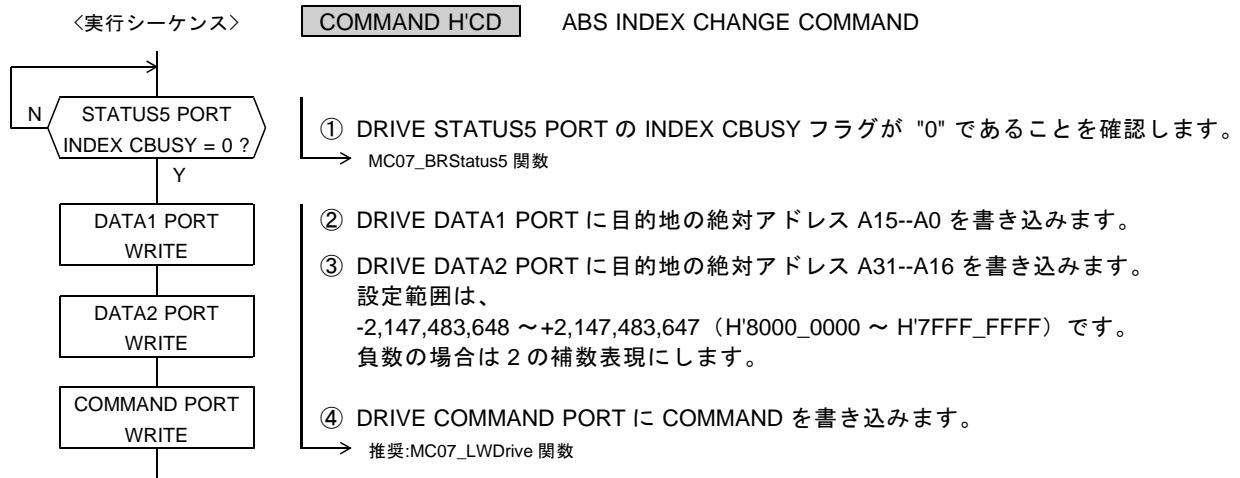 〈実行シーケンス〉 COMMAND H'CD ABS INDEX CHANGE COMMAND
N STATUS5 PORT
INDEX CBUSY = 0 ?
Y
① DRIVE STATUS5 PORT の INDEX CBUSY フラグが "0" であることを確認します。
MC07_BRStatus5 関数
DATA1 PORT
WRITE
② DRIVE DATA1 PORT に目的地の絶対アドレス A15--A0 を書き込みます。
DATA2 PORT
WRITE
③ DRIVE DATA2 PORT に目的地の絶対アドレス A31--A16 を書き込みます。
設定範囲は、
-2,147,483,648 ～+2,147,483,647（H'8000_0000 ～ H'7FFF_FFFF）です。
負数の場合は 2 の補数表現にします。
COMMAND PORT
WRITE
④ DRIVE COMMAND PORT に COMMAND を書き込みます。
推奨:MC07_LWDrive 関数